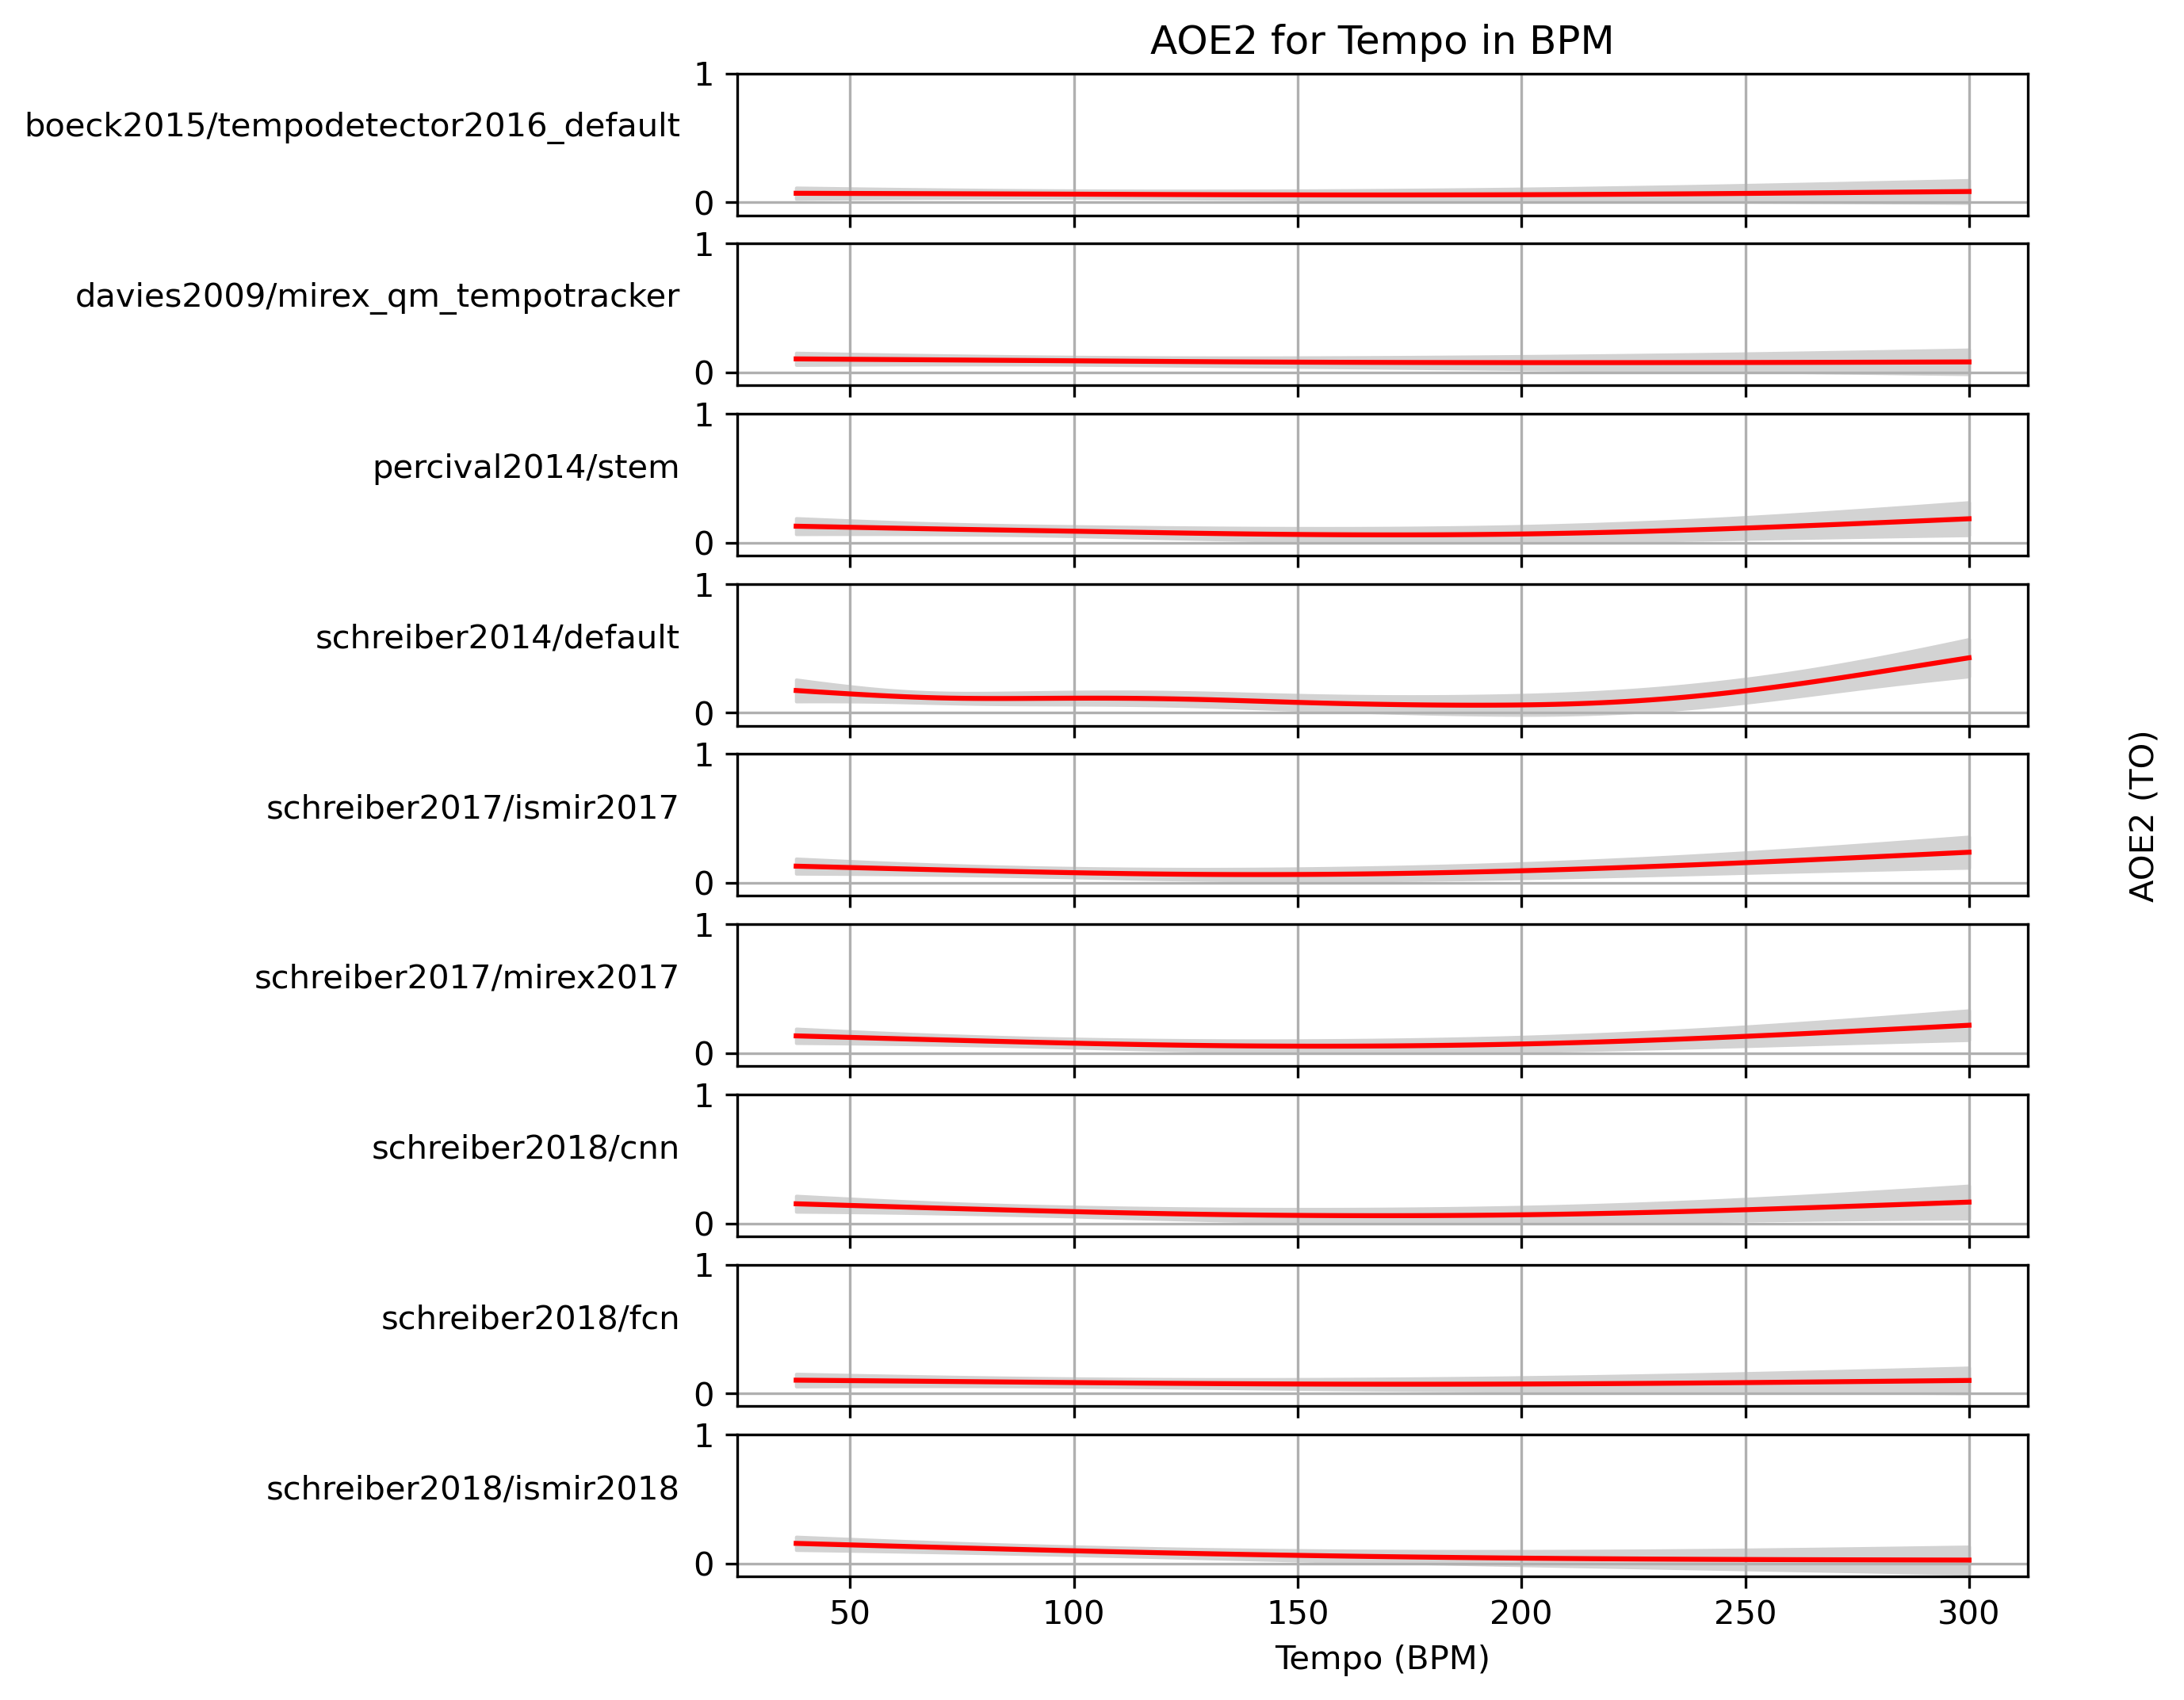 AOE2 for Tempo in BPM
1
boeck2015/tempodetector2016_default
0
1
davies2009/mirex_qm_tempotracker
0
1
percival2014/stem
0
1
schreiber2014/default
0
1
schreiber2017/ismir2017
0
1
schreiber2017/mirex2017
0
1
schreiber2018/cnn
0
1
schreiber2018/fcn
0
1
schreiber2018/ismir2018
0
50 100 150 200 250 300
Tempo (BPM)
AOE2 (TO)